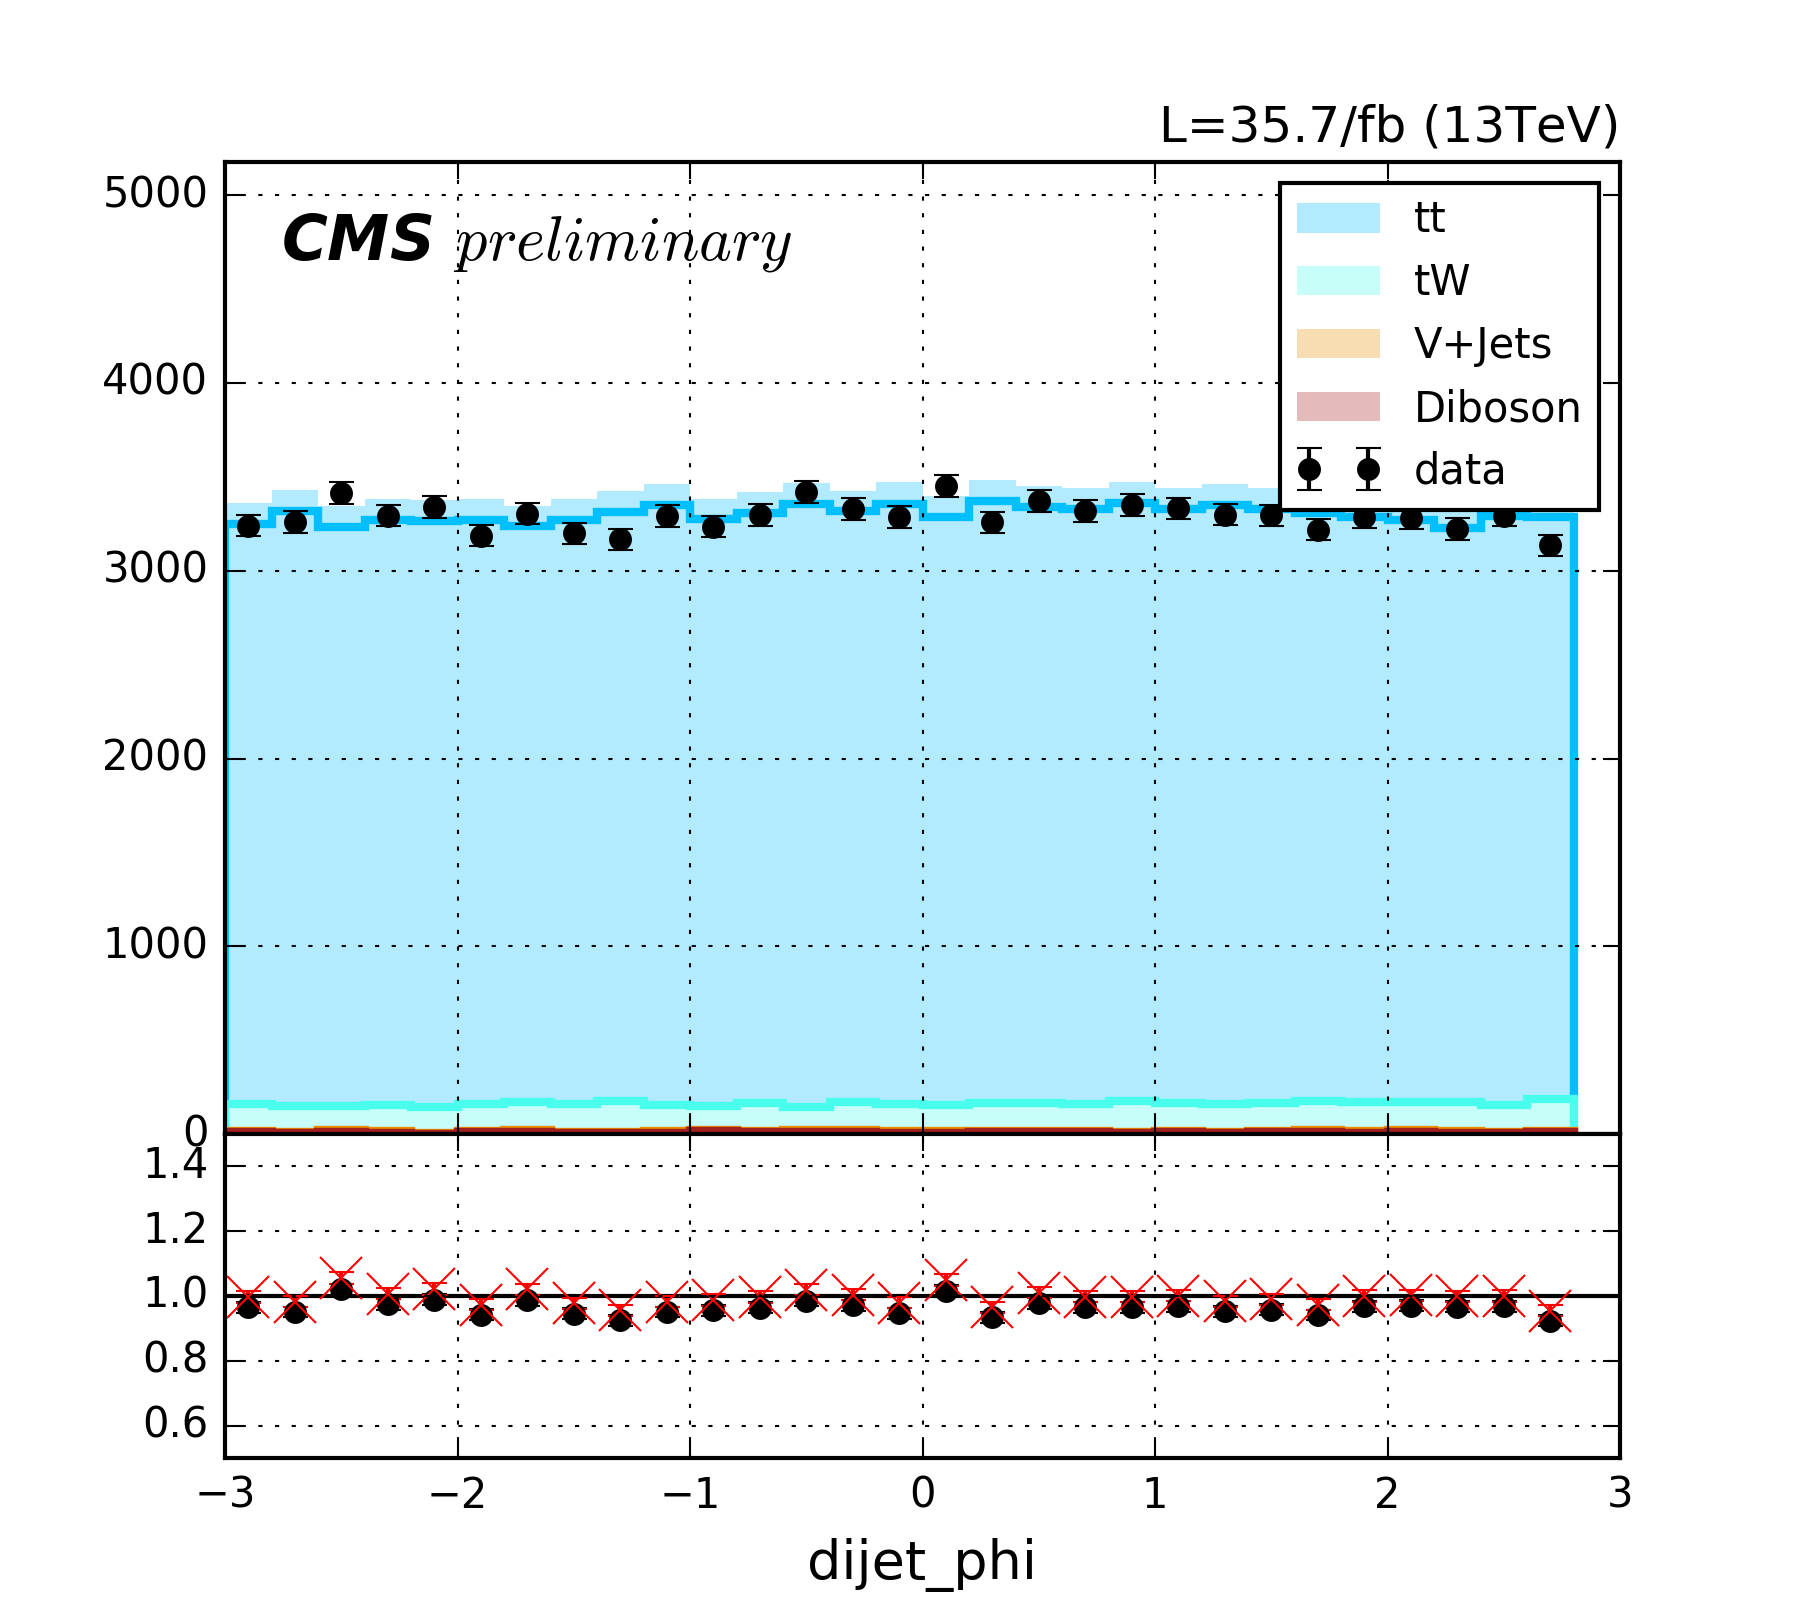 L=35.7/fb (13TeV)
CMS preliminary
tt
tW
V+Jets
Diboson
data
5000
4000
3000
2000
1000
0
1.4
1.2
1.0
0.8
0.6
−3 −2 −1 0 1 2 3
dijet_phi